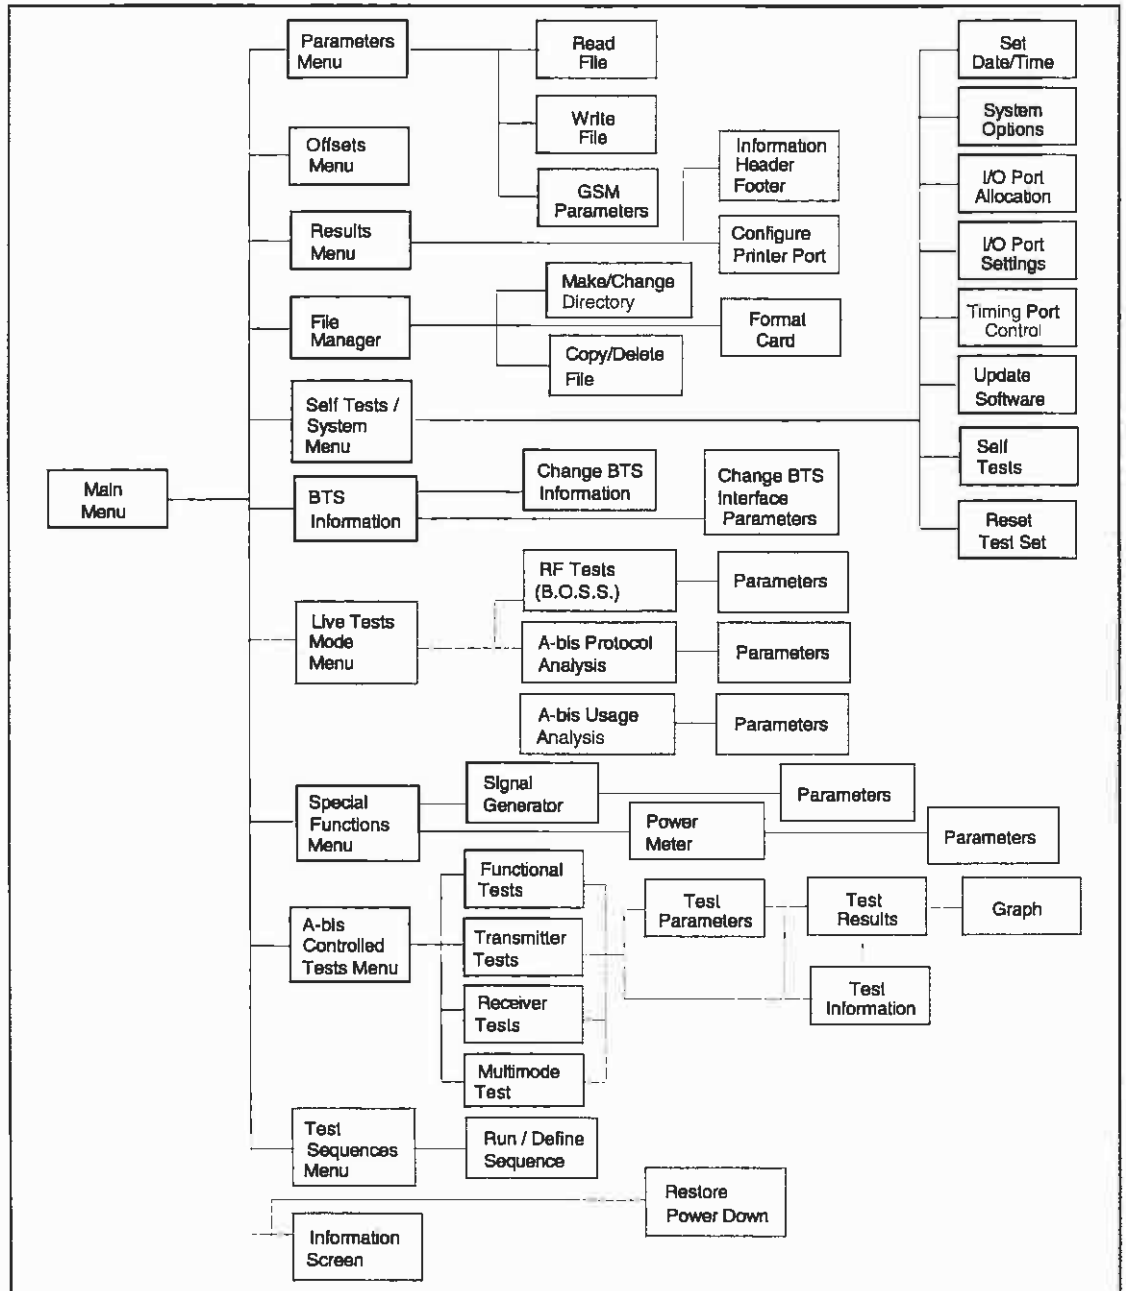 Parameters
Menu
Read
File
Set
Date/Time
Write
File
System
Options
Offsets
Menu
Information
Header
Footer
GSM
Parameters
I/O Port
Allocation
Results
Menu
Configure
Printer Port
I/O Port
Settings
Make/Change
Directory
File
Manager
Format
Card
Timing Port
Control
Copy/Delete
File
Update
Software
Self Tests /
System
Menu
Self
Tests
Main
Menu
BTS
Information
Change BTS
Information
Change BTS
Interface
Parameters
Reset
Test Set
RF Tests
(B.O.S.S.)
Parameters
Live Tests
Mode
Menu
A-bis Protocol
Analysis
Parameters
A-bis Usage
Analysis
Parameters
Special
Functions
Menu
Signal
Generator
Parameters
Power
Meter
Parameters
Functional
Tests
A-bis
Controlled
Tests Menu
Transmitter
Tests
Test
Parameters
Test
Results
Graph
Receiver
Tests
Test
Information
Multimode
Test
Test
Sequences
Menu
Run / Define
Sequence
Restore
Power Down
Information
Screen